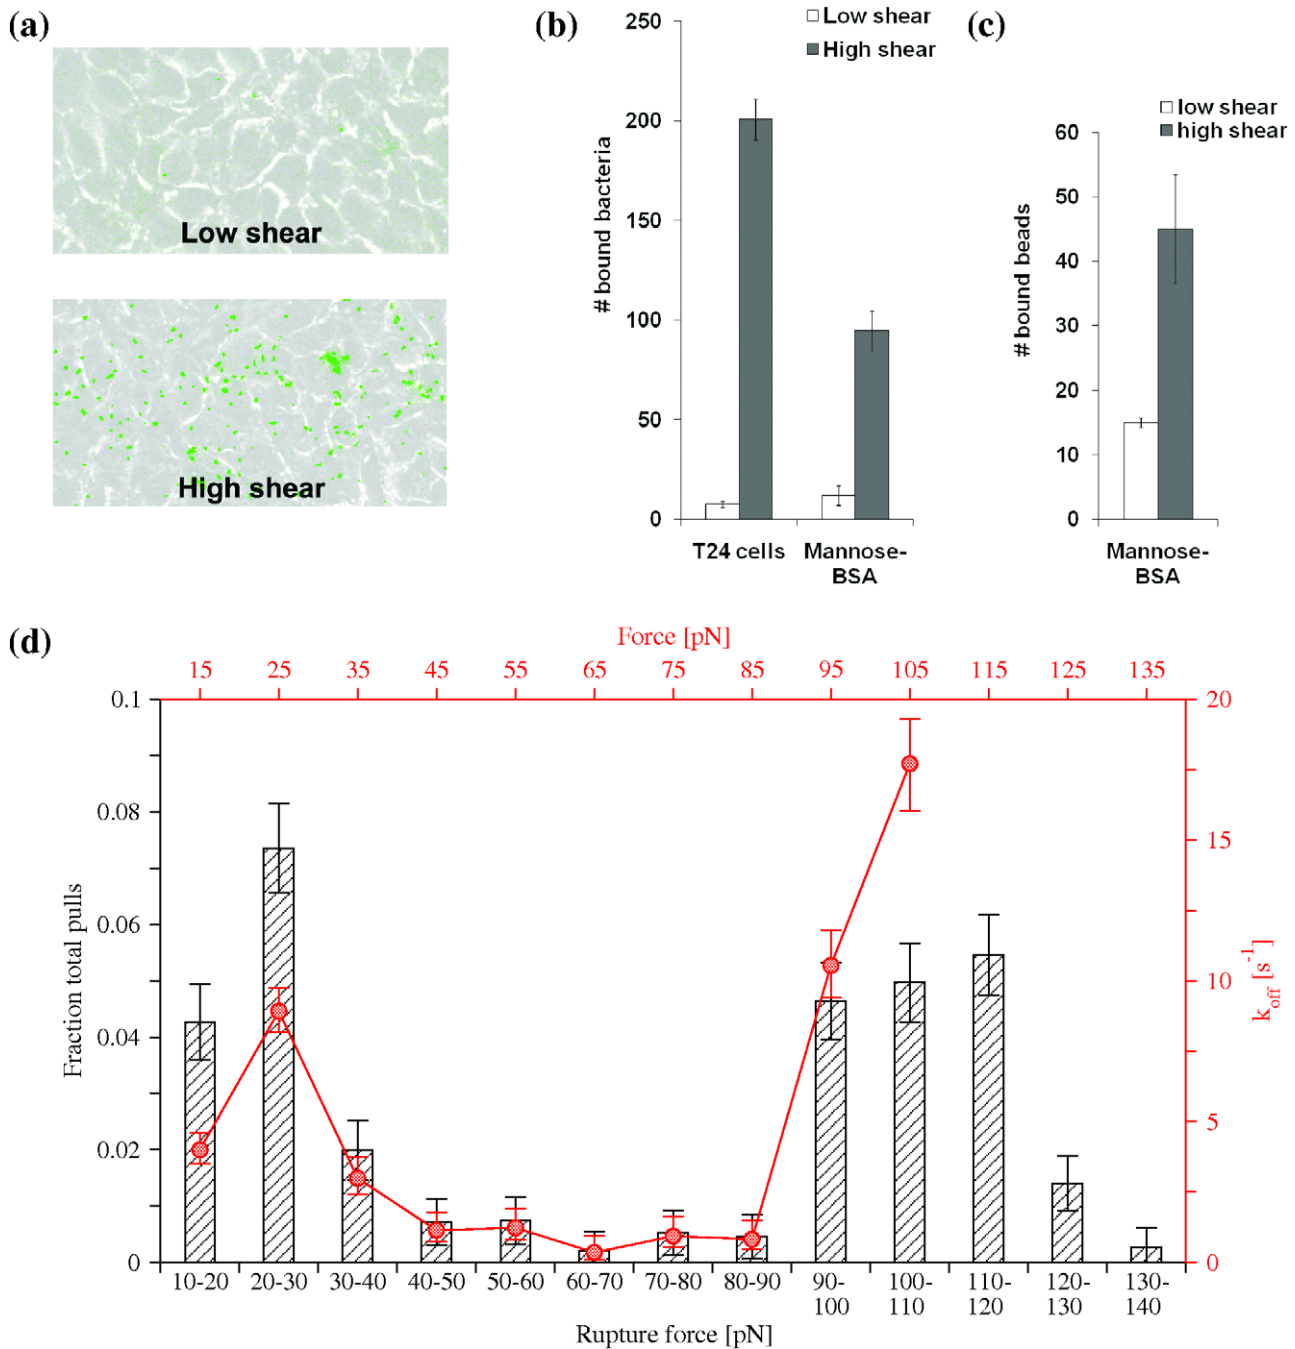 (a)
Low shear
High shear
(b)
Low shear
High shear
# bound bacteria
250
200
150
100
50
0
T24 cells
Mannose-
BSA
(c)
low shear
high shear
# bound beads
60
50
40
30
20
10
0
Mannose-
BSA
(d)
Force [pN]
15 25 35 45 55 65 75 85 95 105 115 125 135
Fraction total pulls
0.1
0.08
0.06
0.04
0.02
0
20
15
10
5
0
k_off [s^-1]
10-20 20-30 30-40 40-50 50-60 60-70 70-80 80-90 90- 100- 110- 120- 130-
100 110 120 130 140
Rupture force [pN]